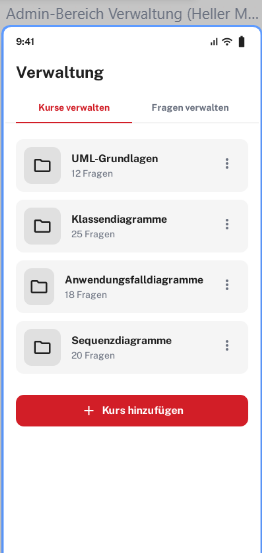 Admin-Bereich Verwaltung (Heller M...
9:41
Verwaltung
Kurse verwalten
Fragen verwalten
UML-Grundlagen
12 Fragen
Klassendiagramme
25 Fragen
Anwendungsfalldiagramme
18 Fragen
Sequenzdiagramme
20 Fragen
+ Kurs hinzufügen